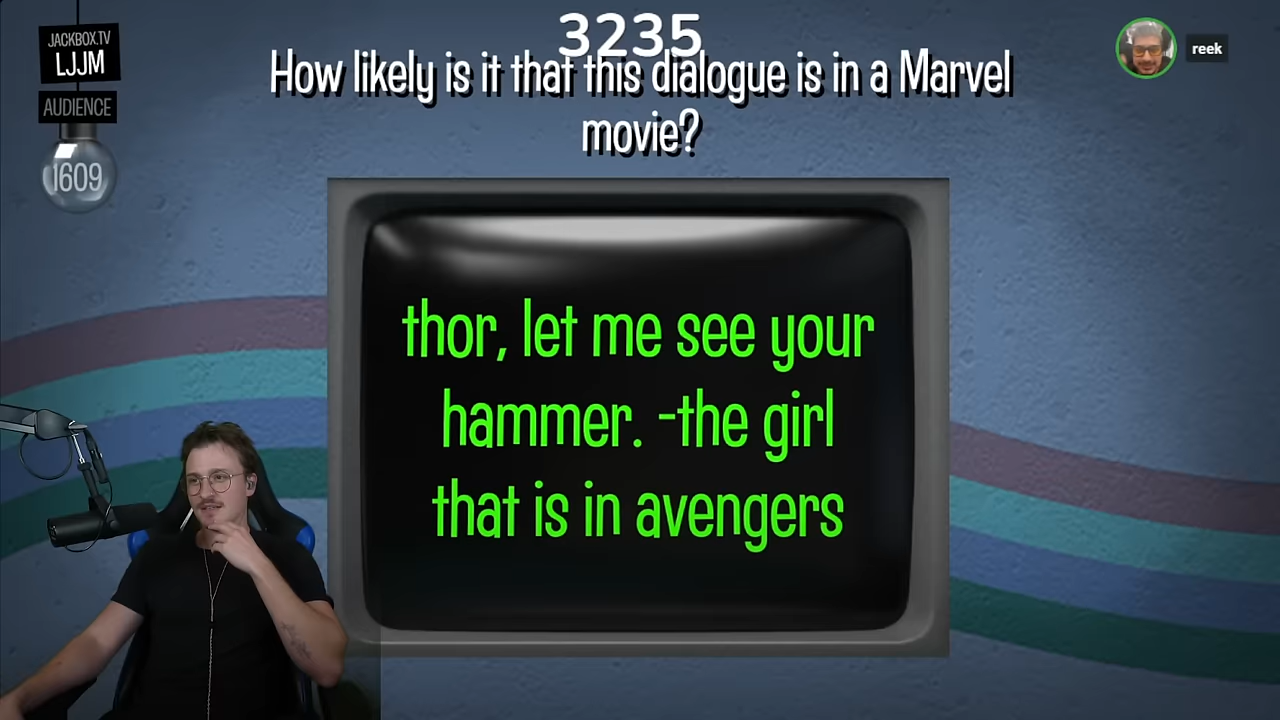 JACKBOX.TV
LJJM
AUDIENCE
1609
3235
How likely is it that this dialogue is in a Marvel
movie?
reek
thor, let me see your
hammer. -the girl
that is in avengers